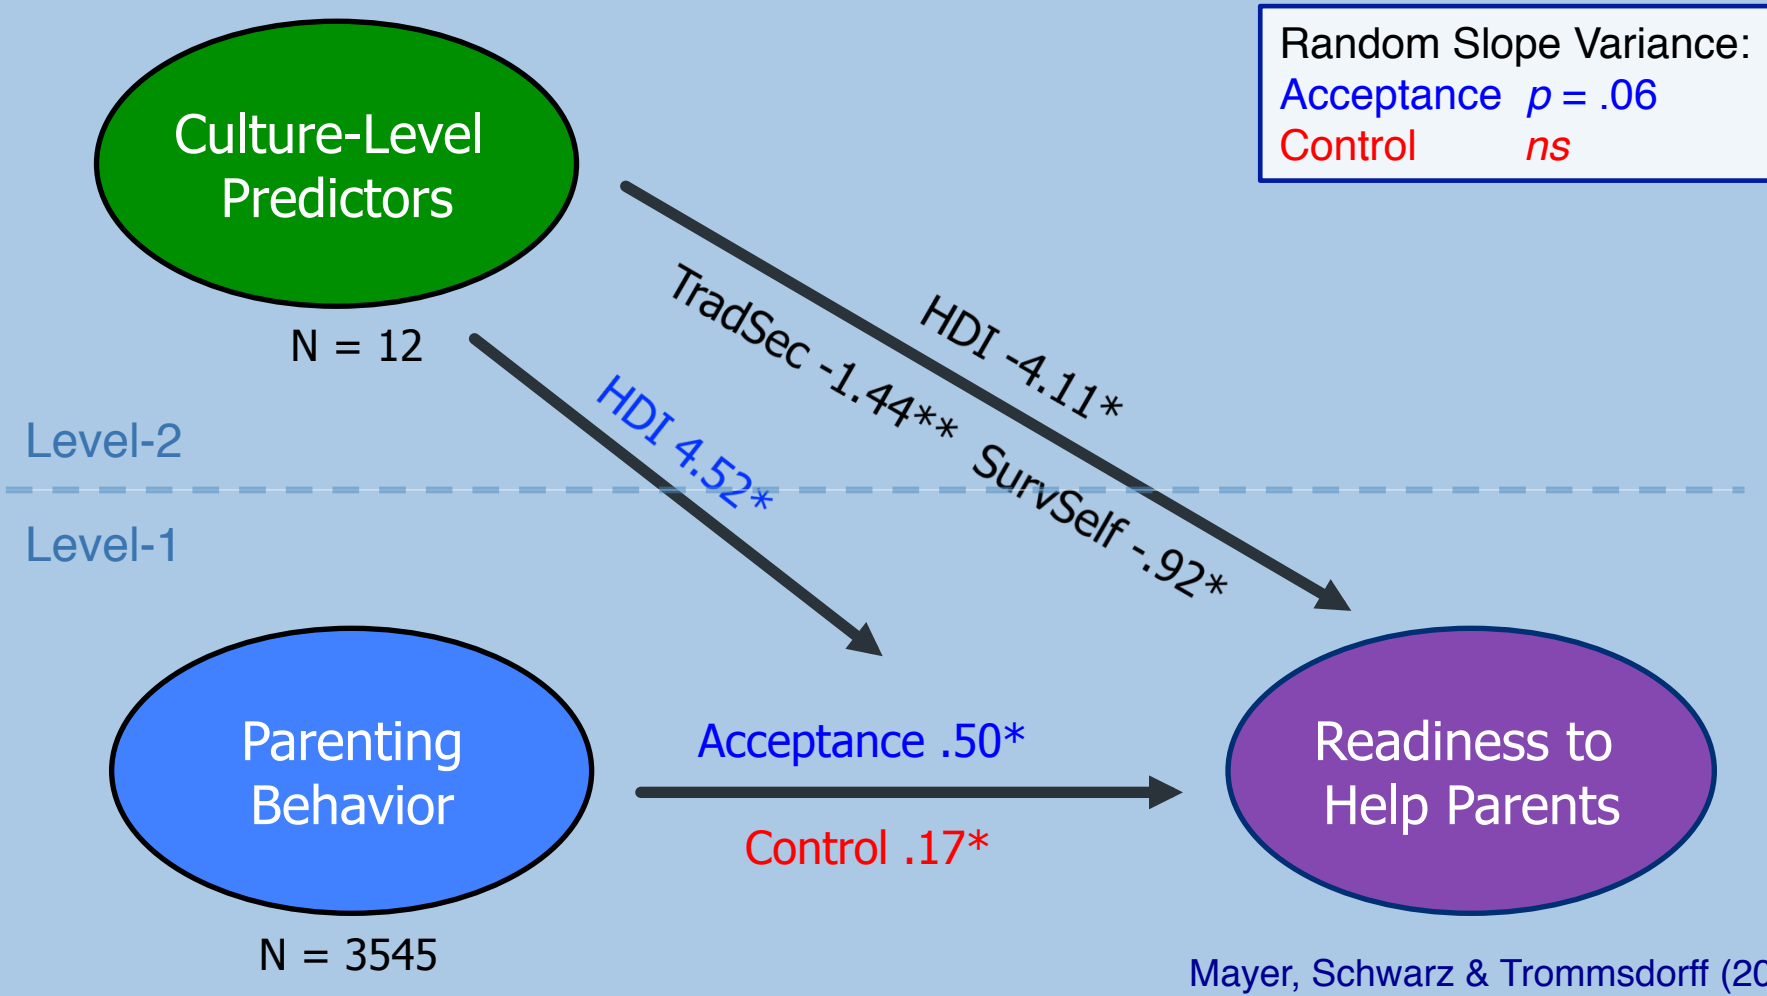 Random Slope Variance:
Acceptance p = .06
Control ns
Culture-Level
Predictors
N = 12
HDI -4.11*
TradSec -1.44** SurvSelf -.92*
HDI 4.52*
Level-2
Level-1
Parenting
Behavior
N = 3545
Acceptance .50*
Control .17*
Readiness to
Help Parents
Mayer, Schwarz & Trommsdorff (20